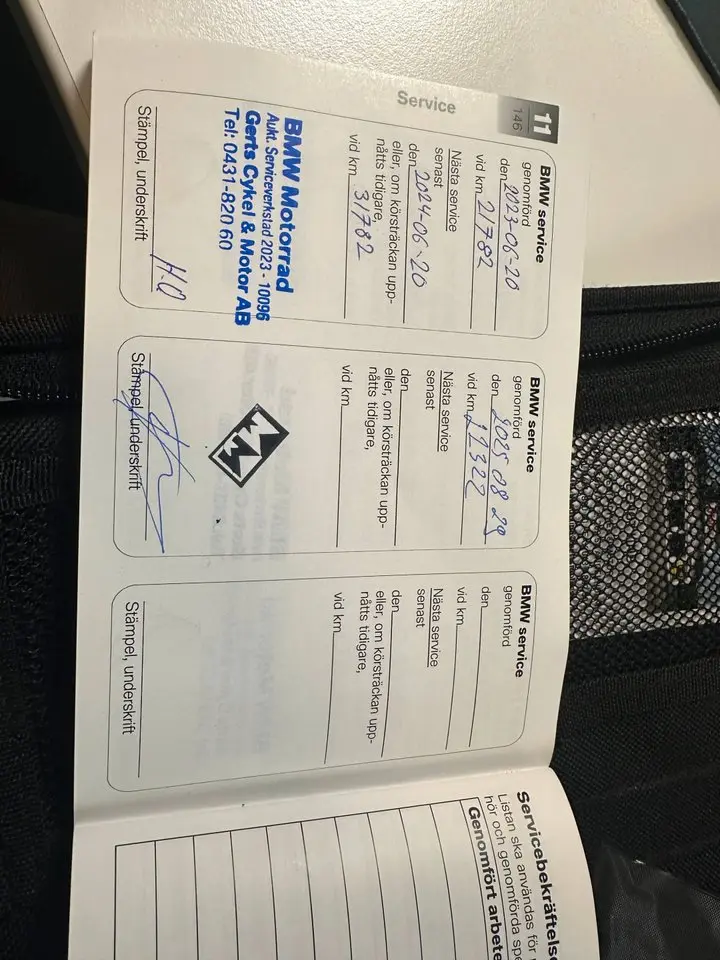 Service
11
146
BMW service
genomförd
den 2023-06-20
vid km 21782
Nästa service
senast
den 2024-06-20
eller, om körsträckan upp-
nåtts tidigare,
vid km 31782
BMW Motorrad
Aukt. Serviceverkstad 2023 - 10096
Gerts Cykel & Motor AB
Tel: 0431-820 60
H.Q
Stämpel, underskrift
BMW service
genomförd
den 2025 08 29
vid km 22322
Nästa service
senast
den
eller, om körsträckan upp-
nåtts tidigare,
vid km
Stämpel, underskrift
BMW service
genomförd
den
vid km
Nästa service
senast
den
eller, om körsträckan upp-
nåtts tidigare,
vid km
Stämpel, underskrift
Servicebekräftelse
Listan ska användas för
hör och genomförda spe
Genomfört arbete